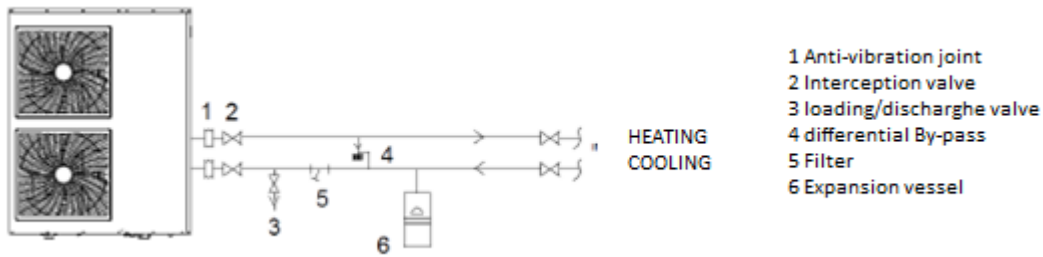 1 2
4
5
3
6
HEATING
COOLING
1 Anti-vibration joint
2 Interception valve
3 loading/discharghe valve
4 differential By-pass
5 Filter
6 Expansion vessel